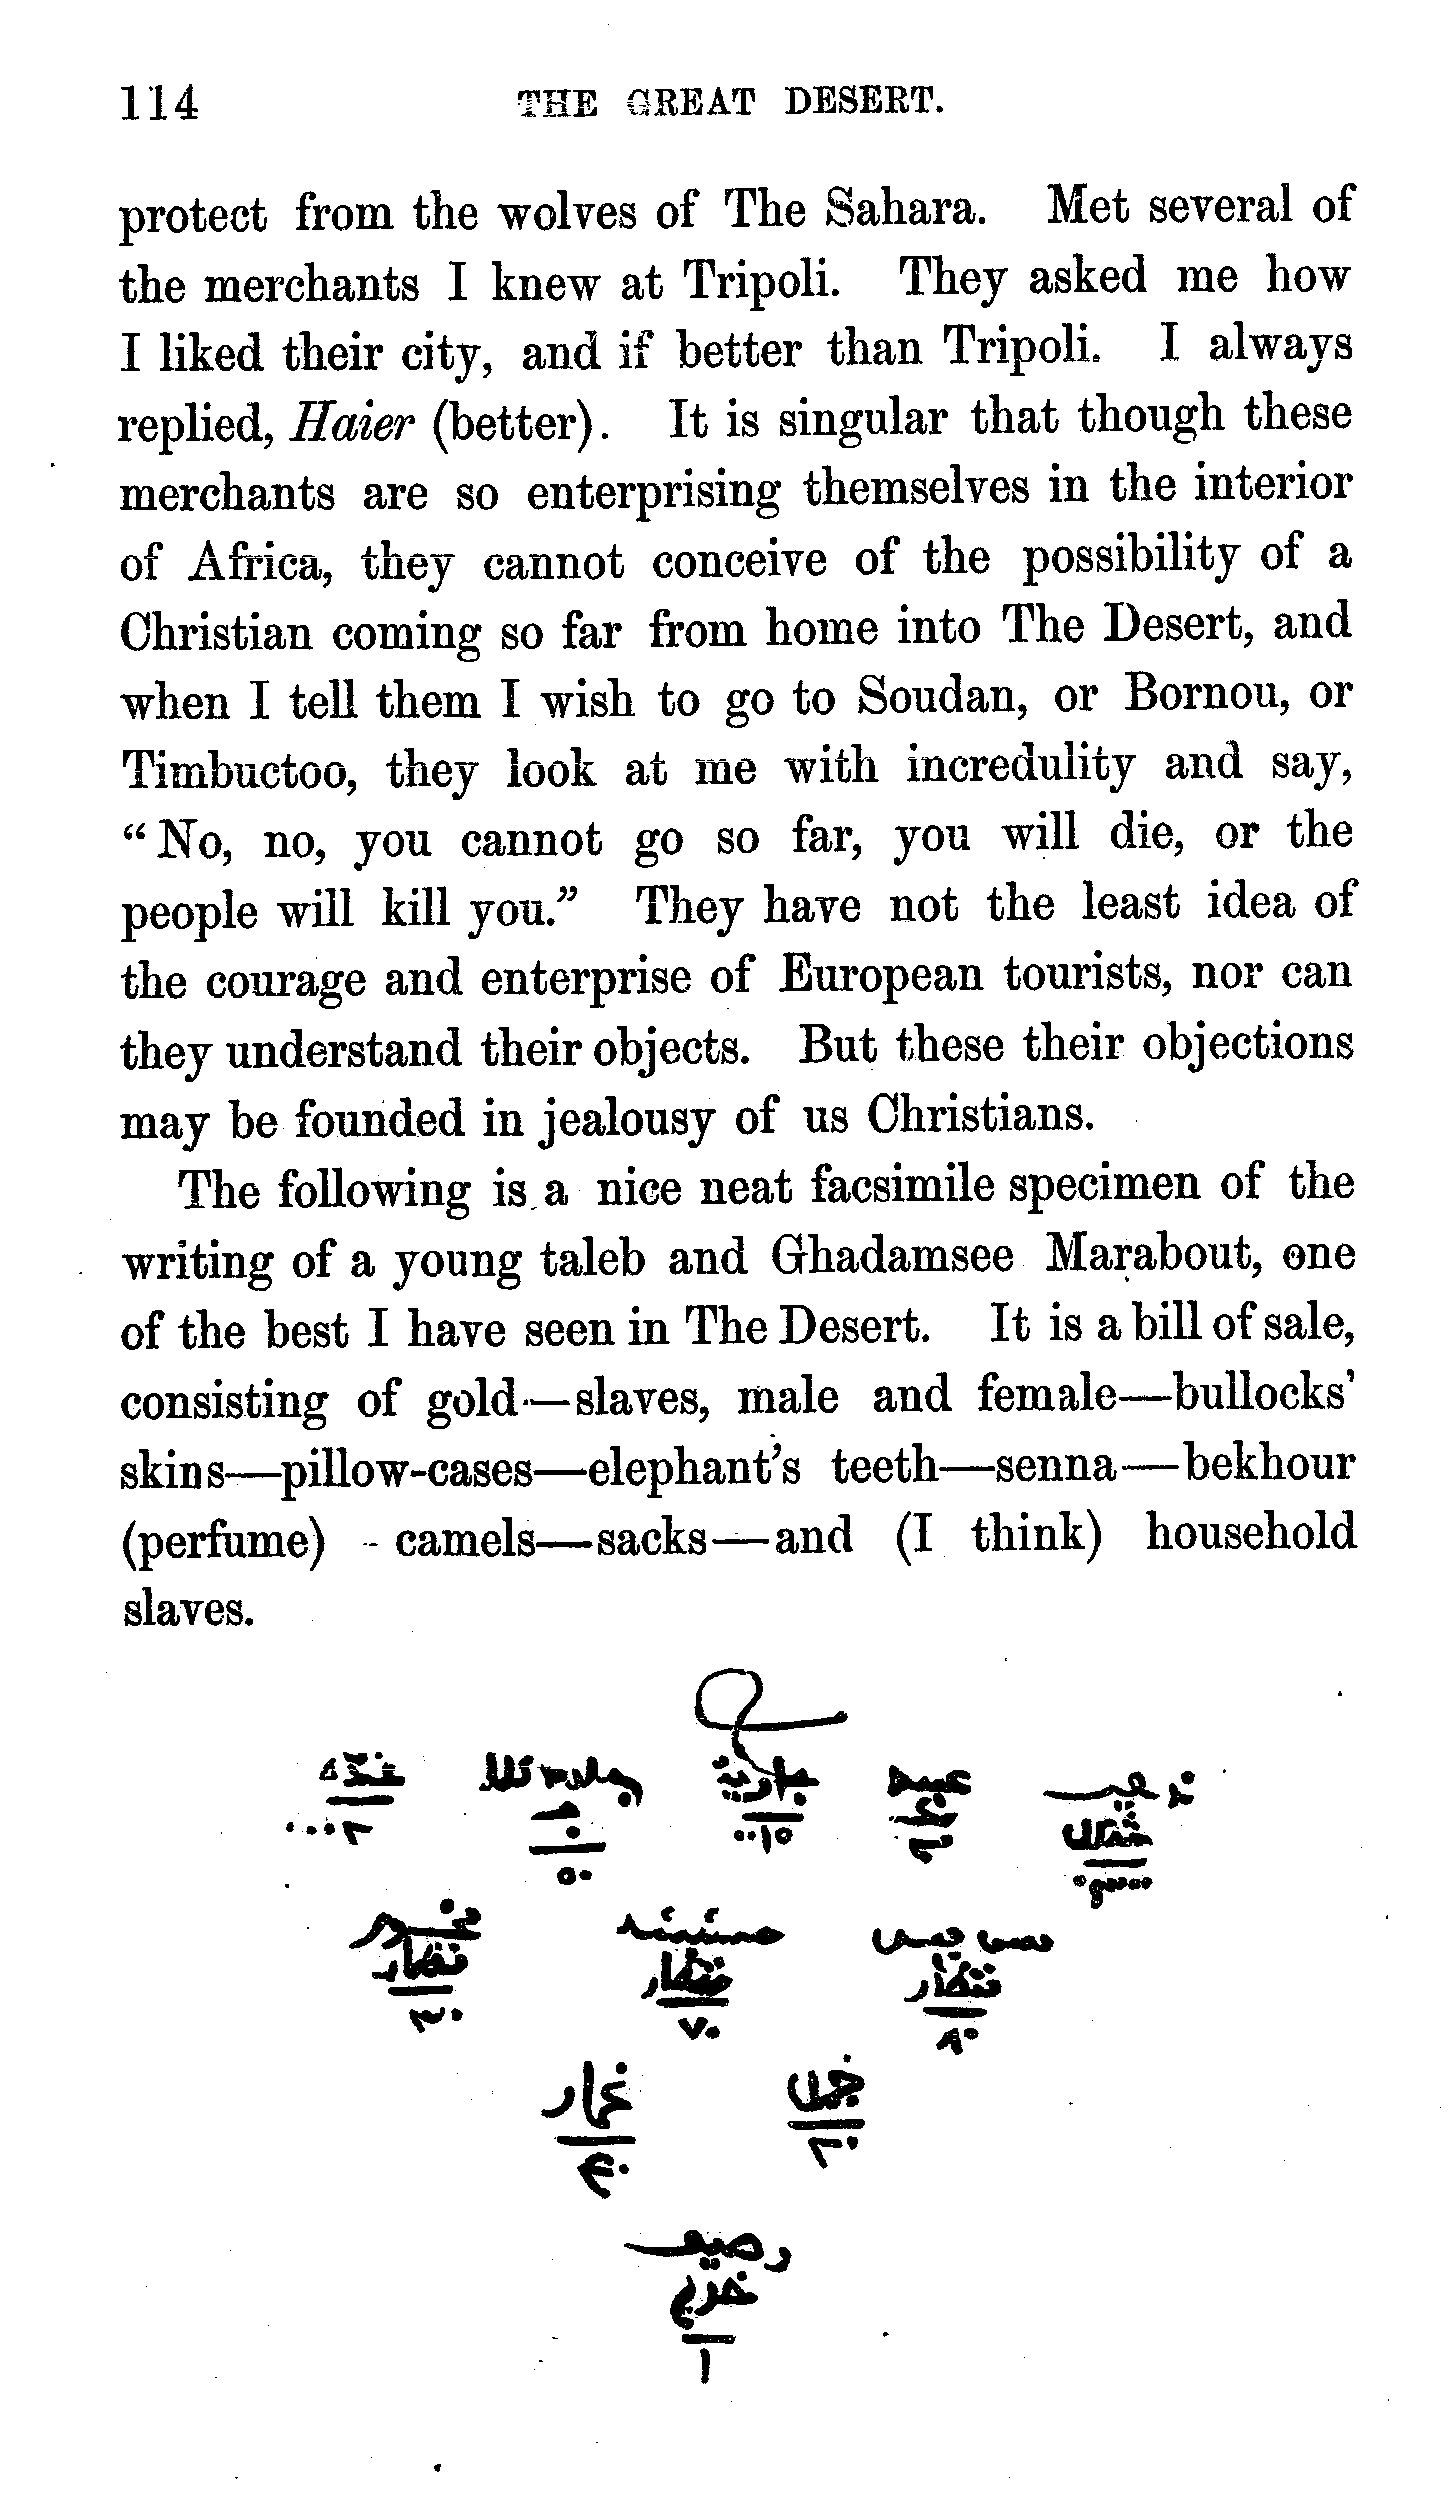 114 THE GREAT DESERT.
protect from the wolves of The Sahara. Met several of
the merchants I knew at Tripoli. They asked me how
I liked their city, and if better than Tripoli. I always
replied, Haier (better). It is singular that though these
merchants are so enterprising themselves in the interior
of Africa, they cannot conceive of the possibility of a
Christian coming so far from home into The Desert, and
when I tell them I wish to go to Soudan, or Bornou, or
Timbuctoo, they look at me with incredulity and say,
“No, no, you cannot go so far, you will die, or the
people will kill you.” They have not the least idea of
the courage and enterprise of European tourists, nor can
they understand their objects. But these their objections
may be founded in jealousy of us Christians.
The following is a nice neat facsimile specimen of the
writing of a young taleb and Ghadamsee Marabout, one
of the best I have seen in The Desert. It is a bill of sale,
consisting of gold—slaves, male and female—bullocks’
skins—pillow-cases—elephant’s teeth—senna—bekhour
(perfume) - camels—sacks—and (I think) household
slaves.
عبيد
٧٠
٨٠
٢٠
١